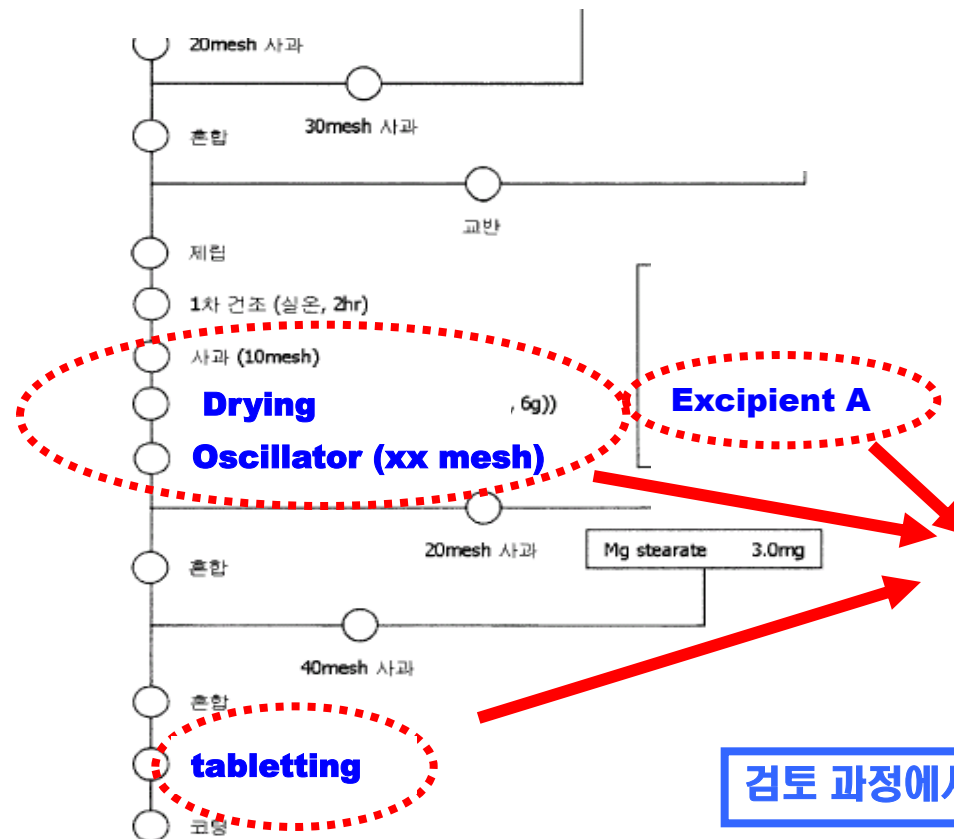 20mesh 사과
30mesh 사과
혼합
교반
제립
1차 건조 (실온, 2hr)
사과 (10mesh)
Drying , 6g))
Excipient A
Oscillator (xx mesh)
20mesh 사과
Mg stearate 3.0mg
혼합
40mesh 사과
혼합
tabletting
검토 과정에서
코팅